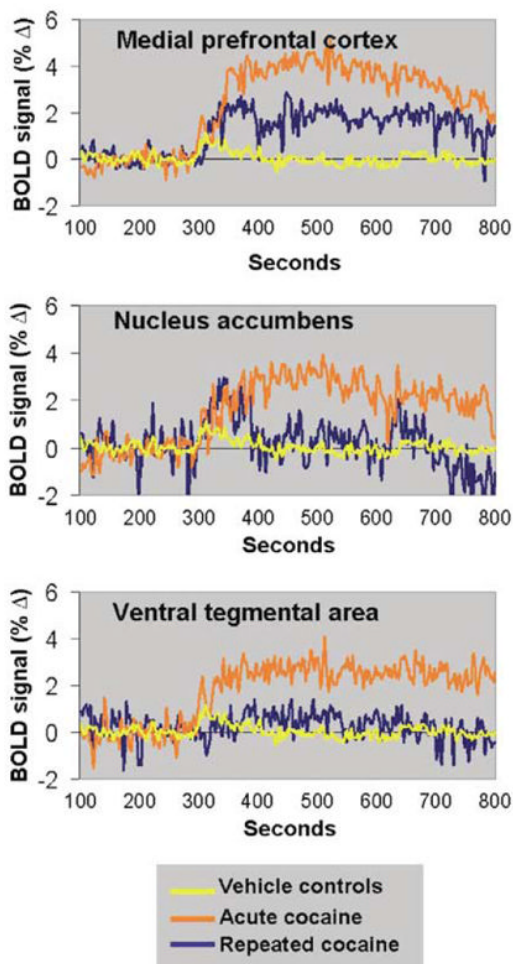 Medial prefrontal cortex
BOLD signal (% Δ)
6
4
2
0
-2
100 200 300 400 500 600 700 800
Seconds
Nucleus accumbens
BOLD signal (% Δ)
6
4
2
0
-2
100 200 300 400 500 600 700 800
Seconds
Ventral tegmental area
BOLD signal (% Δ)
6
4
2
0
-2
100 200 300 400 500 600 700 800
Seconds
Vehicle controls
Acute cocaine
Repeated cocaine